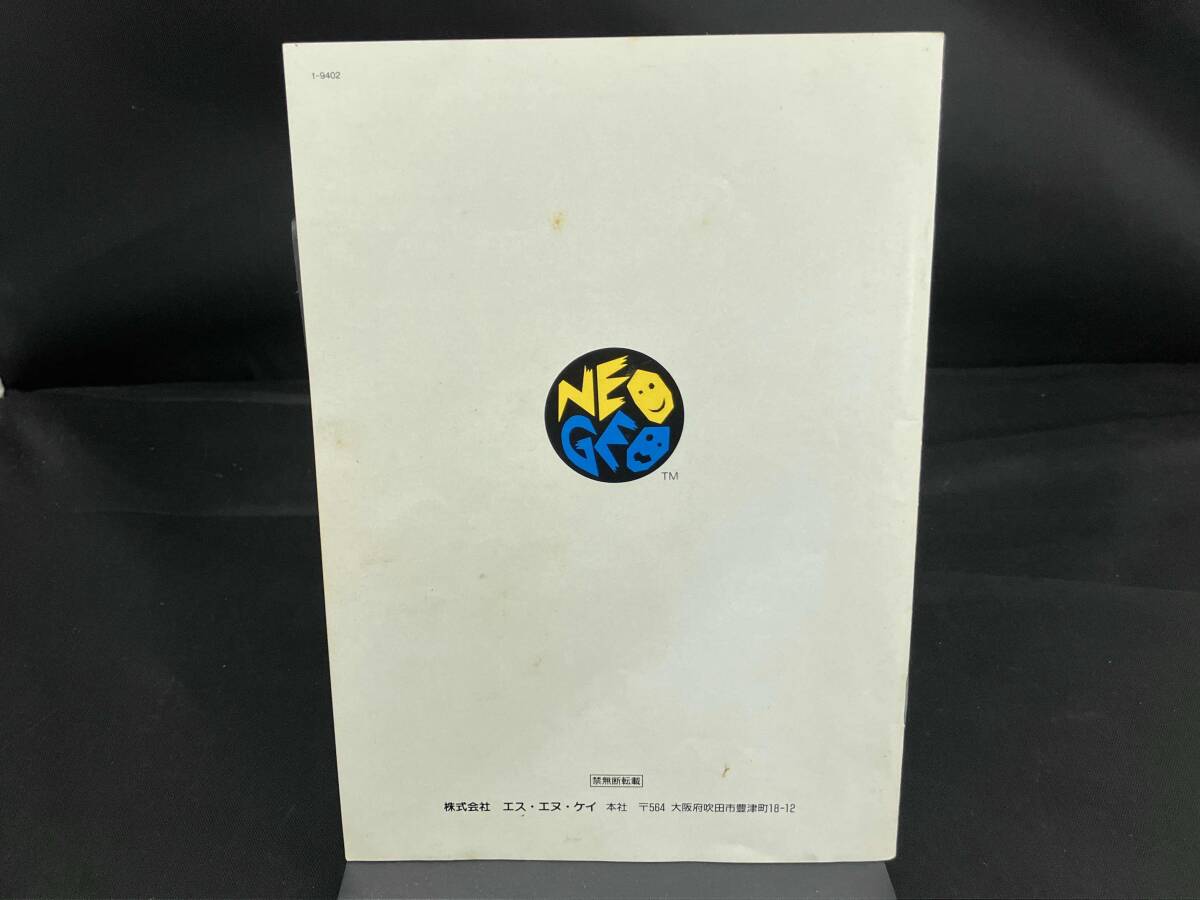 1-9402
NEO
GEO
TM
禁無断転載
株式会社 エス・エヌ・ケイ 本社 〒564 大阪府吹田市豊津町18-12